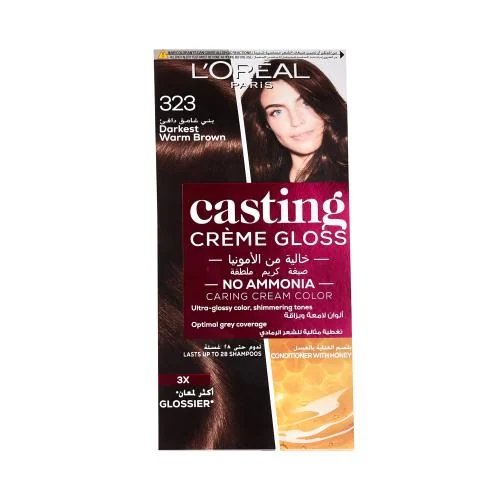 L'ORÉAL
PARIS
323
بني غامق دافئ
Darkest
Warm Brown
casting
CRÈME GLOSS
خالية من الأمونيا
صبغة كريم ملطفة
NO AMMONIA
CARING CREAM COLOR
Ultra-glossy color, shimmering tones
ألوان لامعة وبراقة
Optimal grey coverage
تغطية مثالية للشعر الرمادي
تدوم حتى ٢٨ غسلة
LASTS UP TO 28 SHAMPOOS
بلسم العناية بالعسل
CONDITIONER WITH HONEY
3X
أكثر لمعان*
GLOSSIER*